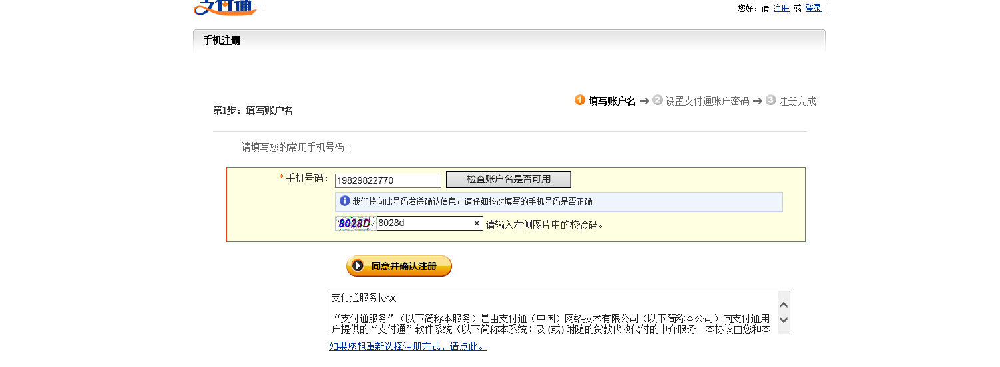 支付通
您好，请 注册 或 登录 |
手机注册
1 填写账户名 → 2 设置支付通账户密码 → 3 注册完成
第1步：填写账户名
请填写您的常用手机号码。
* 手机号码： 19829822770 检查账户名是否可用
我们将向此号码发送确认信息，请仔细核对填写的手机号码是否正确
8028D 8028d × 请输入左侧图片中的校验码。
同意并确认注册
支付通服务协议
“支付通服务”（以下简称本服务）是由支付通（中国）网络技术有限公司（以下简称本公司）向支付通用
户提供的“支付通”软件系统（以下简称本系统）及(或)附随的货款代收代付的中介服务。本协议由您和本
如果您想重新选择注册方式，请点此。